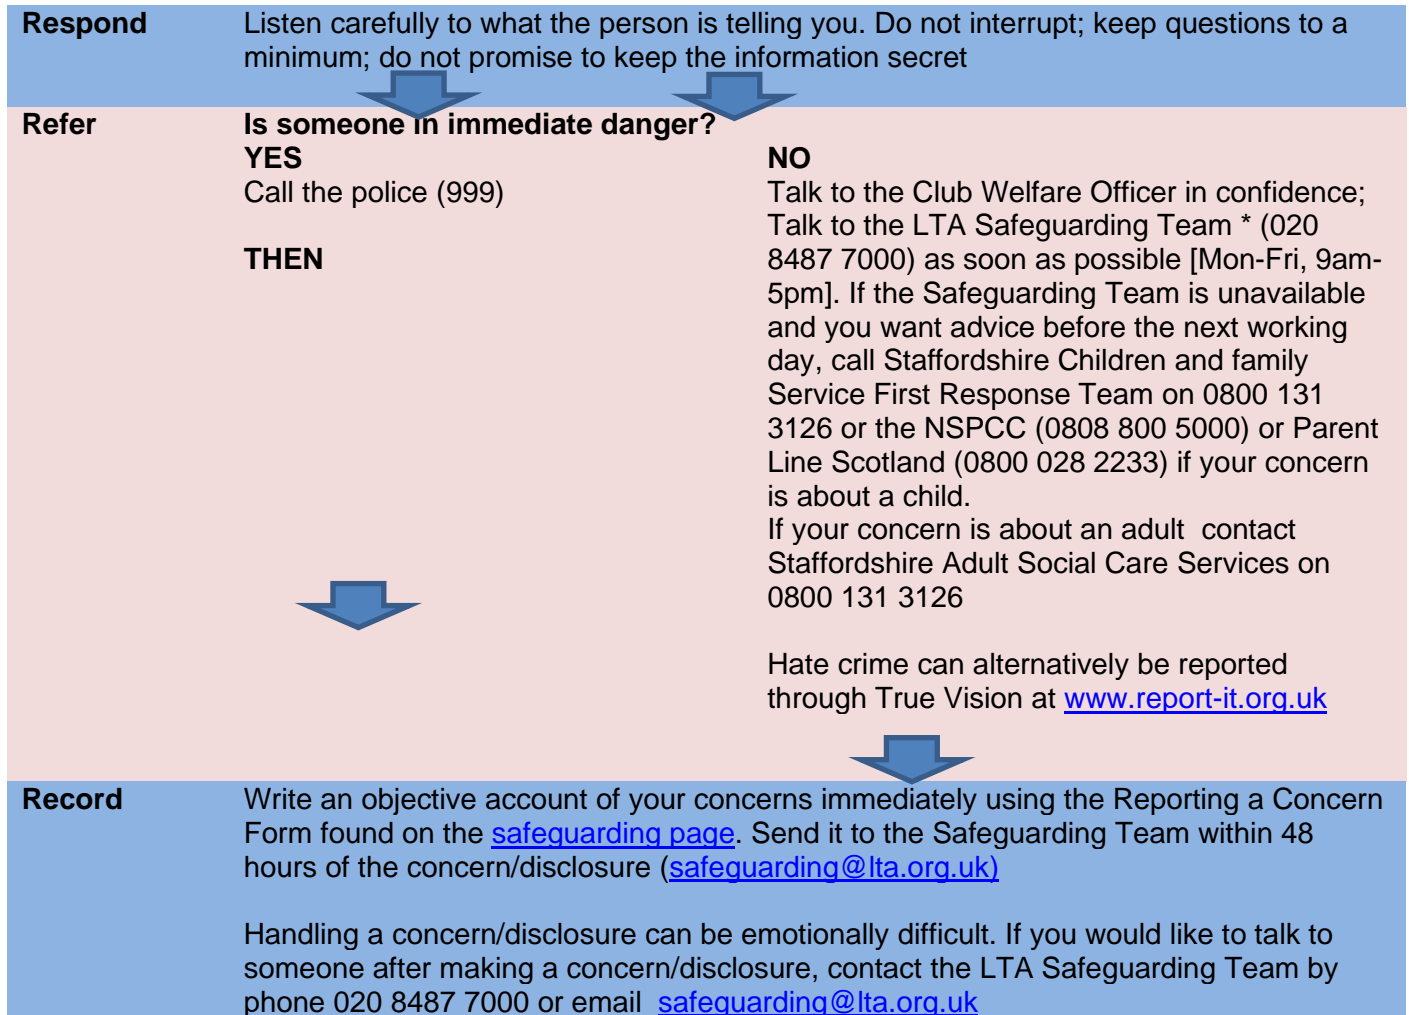 Respond
Listen carefully to what the person is telling you. Do not interrupt; keep questions to a
minimum; do not promise to keep the information secret
Refer
Is someone in immediate danger?
YES
Call the police (999)
THEN
NO
Talk to the Club Welfare Officer in confidence;
Talk to the LTA Safeguarding Team * (020
8487 7000) as soon as possible [Mon-Fri, 9am-
5pm]. If the Safeguarding Team is unavailable
and you want advice before the next working
day, call Staffordshire Children and family
Service First Response Team on 0800 131
3126 or the NSPCC (0808 800 5000) or Parent
Line Scotland (0800 028 2233) if your concern
is about a child.
If your concern is about an adult  contact
Staffordshire Adult Social Care Services on
0800 131 3126
Hate crime can alternatively be reported
through True Vision at www.report-it.org.uk
Record
Write an objective account of your concerns immediately using the Reporting a Concern
Form found on the safeguarding page. Send it to the Safeguarding Team within 48
hours of the concern/disclosure (safeguarding@lta.org.uk)
Handling a concern/disclosure can be emotionally difficult. If you would like to talk to
someone after making a concern/disclosure, contact the LTA Safeguarding Team by
phone 020 8487 7000 or email  safeguarding@lta.org.uk